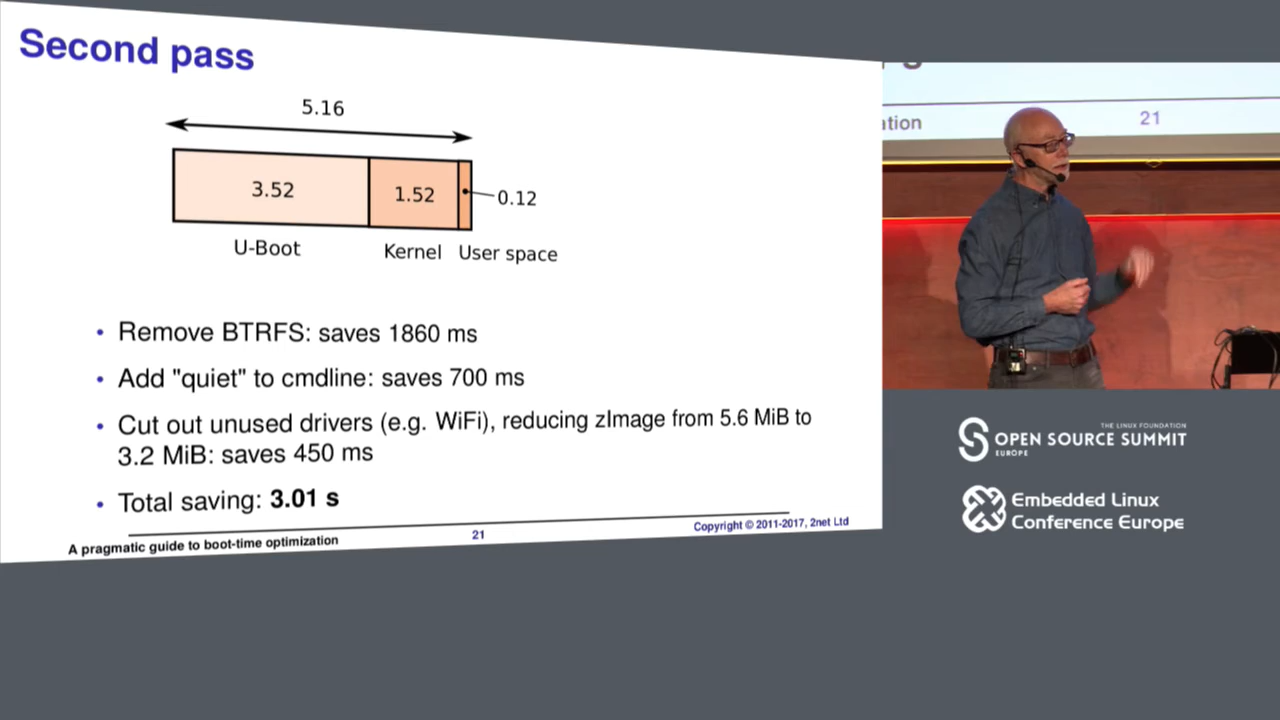 Second pass
5.16
3.52
1.52
0.12
U-Boot
Kernel
User space
• Remove BTRFS: saves 1860 ms
• Add "quiet" to cmdline: saves 700 ms
• Cut out unused drivers (e.g. WiFi), reducing zImage from 5.6 MiB to
3.2 MiB: saves 450 ms
• Total saving: 3.01 s
A pragmatic guide to boot-time optimization
21
Copyright © 2011-2017, 2net Ltd
ation
21
THE LINUX FOUNDATION
OPEN SOURCE SUMMIT
EUROPE
Embedded Linux
Conference Europe